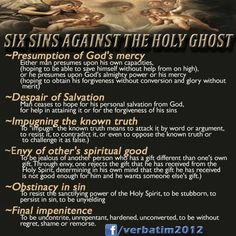 SIX SINS AGAINST THE HOLY GHOST
~Presumption of God's mercy
Either man presumes upon his own capacities,
(hoping to be able to save himself without help from on high),
or he presumes upon God's almighty power or his mercy
(hoping to obtain his forgiveness without conversion and glory without
merit)
~Despair of Salvation
Man ceases to hope for his personal salvation from God,
for help in attaining it or for the forgiveness of his sins
~Impugning the known truth
To "impugn" the known truth means to attack it by word or argument,
to resist it, to contradict it, or even to oppose the known truth or
to challenge it as false.)
~Envy of other's spiritual good
To be jealous of another person who has a gift different than one's own
gift. Through envy, one rejects the gift that he has received from the
Holy Spirit, determining in his own mind that the gift he has received
is not good enough for him and he wants someone else's gift.)
~Obstinacy in sin
To resist the sanctifying power of the Holy Spirit, to be stubborn, to
persist in sin, to be unyielding
~Final impenitence
To be uncontrite, unrepentant, hardened, unconverted, to be without
regret, shame or remorse.
f /verbatim2012